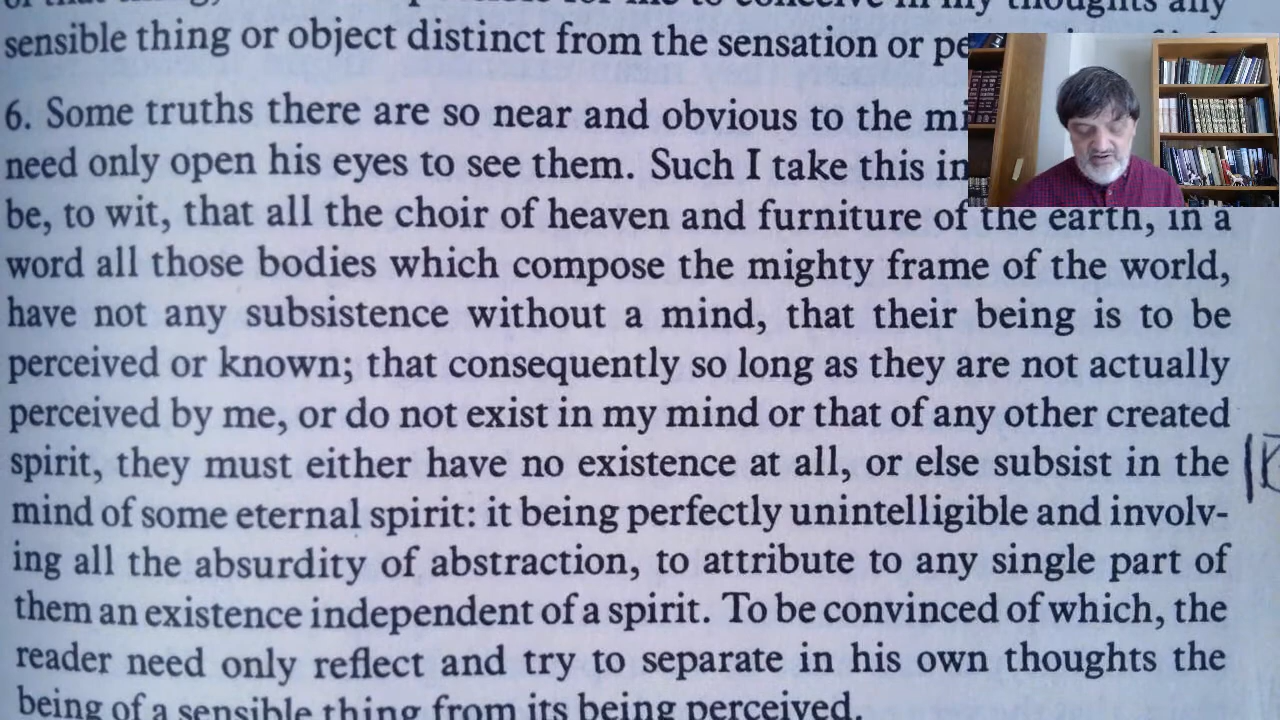 sensible thing or object distinct from the sensation or
6. Some truths there are so near and obvious to the
need only open his eyes to see them. Such I take this
be, to wit, that all the choir of heaven and furniture of the earth, in a
word all those bodies which compose the mighty frame of the world,
have not any subsistence without a mind, that their being is to be
perceived or known; that consequently so long as they are not actually
perceived by me, or do not exist in my mind or that of any other created
spirit, they must either have no existence at all, or else subsist in the
mind of some eternal spirit: it being perfectly unintelligible and involv-
ing all the absurdity of abstraction, to attribute to any single part of
them an existence independent of a spirit. To be convinced of which, the
reader need only reflect and try to separate in his own thoughts the
being of a sensible thing from its being perceived.